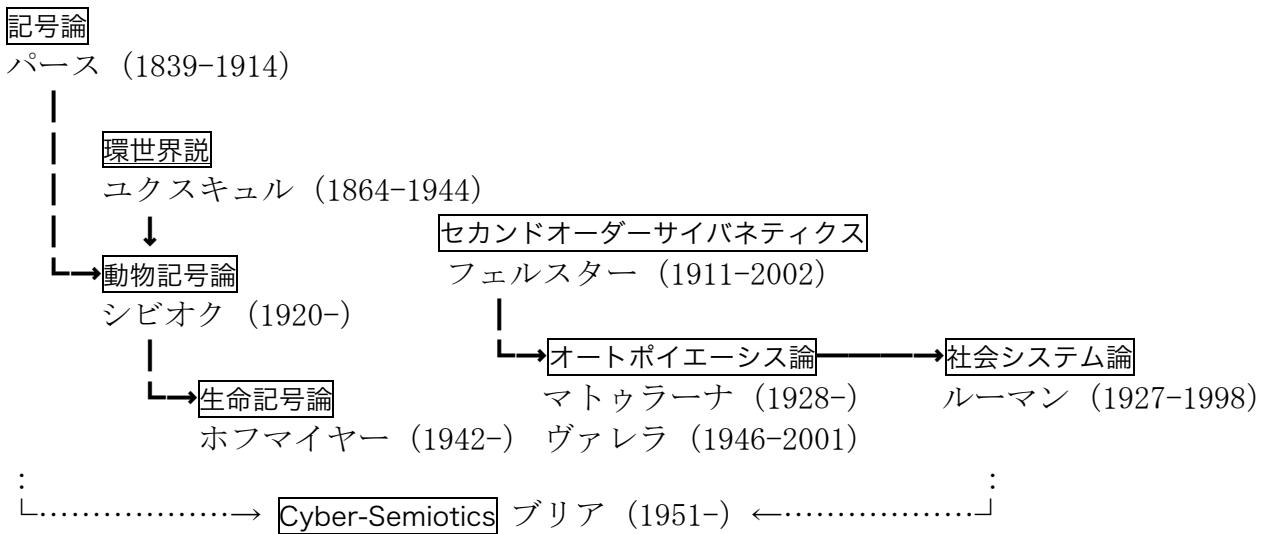 記号論
パース (1839-1914)
環世界説
ユクスキュル (1864-1944)
セカンドオーダーサイバネティクス
動物記号論
フェルスター (1911-2002)
シビオク (1920-)
オートポイエーシス論
社会システム論
生命記号論
マトゥラーナ (1928-)
ルーマン (1927-1998)
ホフマイヤー (1942-)
ヴァレラ (1946-2001)
Cyber-Semiotics ブリア (1951-)